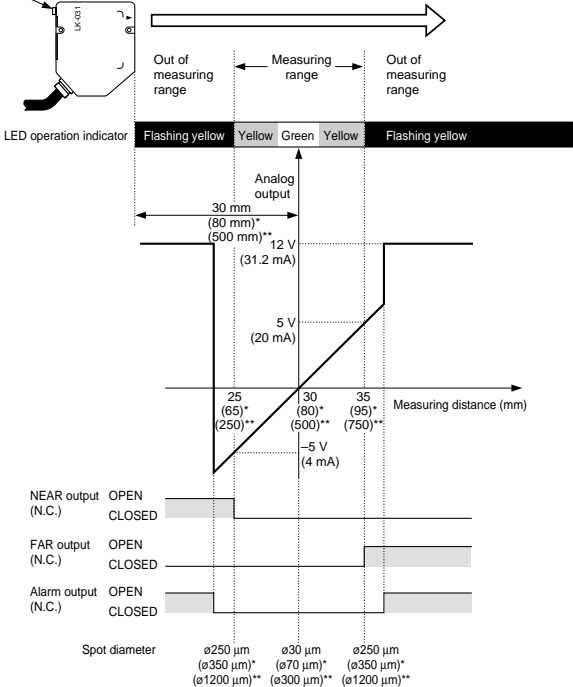 LK-031
Out of
measuring
range
Measuring
range
Out of
measuring
range
LED operation indicator
Flashing yellow
Yellow
Green
Yellow
Flashing yellow
Analog
output
30 mm
(80 mm)*
(500 mm)**
12 V
(31.2 mA)
5 V
(20 mA)
25
(65)*
(250)**
30
(80)*
(500)**
35
(95)*
(750)**
Measuring distance (mm)
–5 V
(4 mA)
NEAR output
(N.C.)
OPEN
CLOSED
FAR output
(N.C.)
OPEN
CLOSED
Alarm output
(N.C.)
OPEN
CLOSED
Spot diameter
ø250 µm
(ø350 µm)*
(ø1200 µm)**
ø30 µm
(ø70 µm)*
(ø300 µm)**
ø250 µm
(ø350 µm)*
(ø1200 µm)**